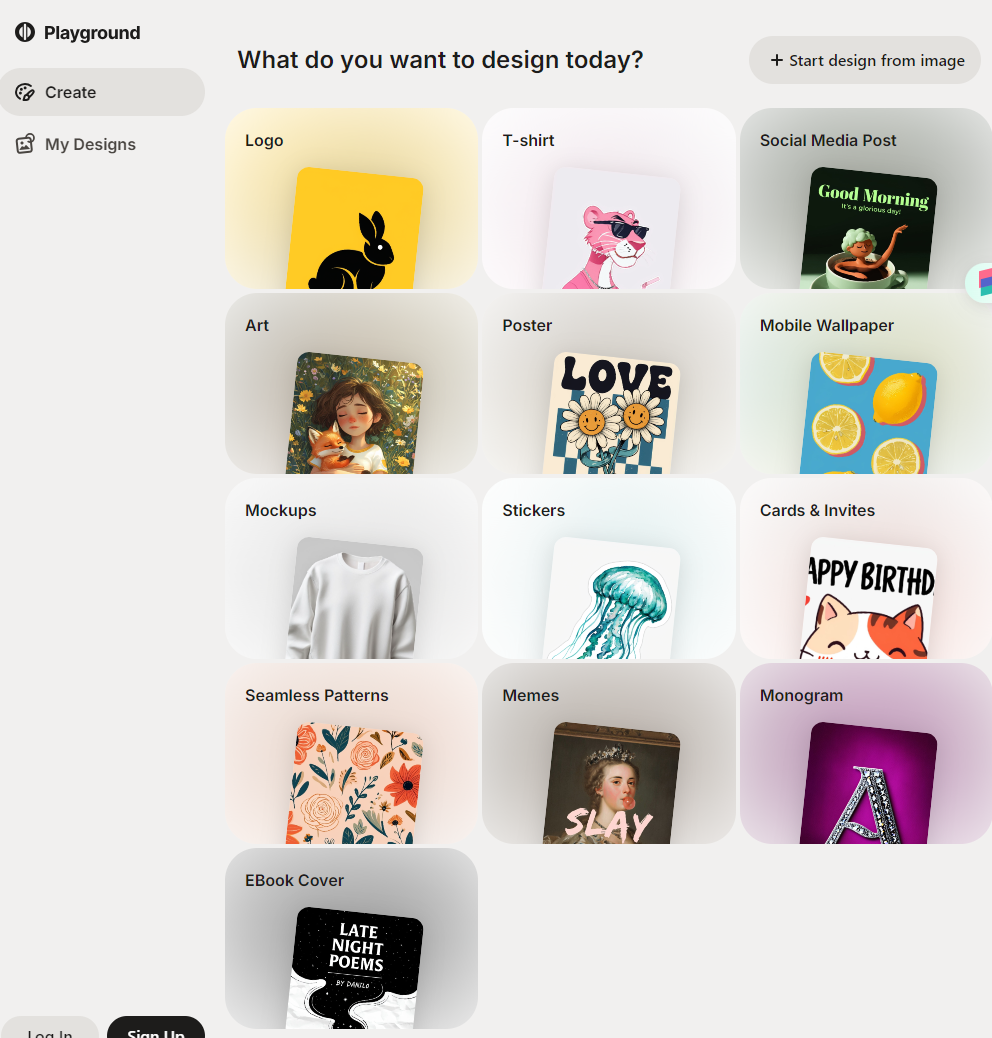 Playground
Create
My Designs
What do you want to design today?
+ Start design from image
Logo
T-shirt
Social Media Post
Good Morning
It's a glorious day!
Art
Poster
Mobile Wallpaper
LOVE
Mockups
Stickers
Cards & Invites
APPY BIRTHD
Seamless Patterns
Memes
Monogram
SLAY
A
EBook Cover
LATE
NIGHT
POEMS
BY DANILO
Log In
Sign Up